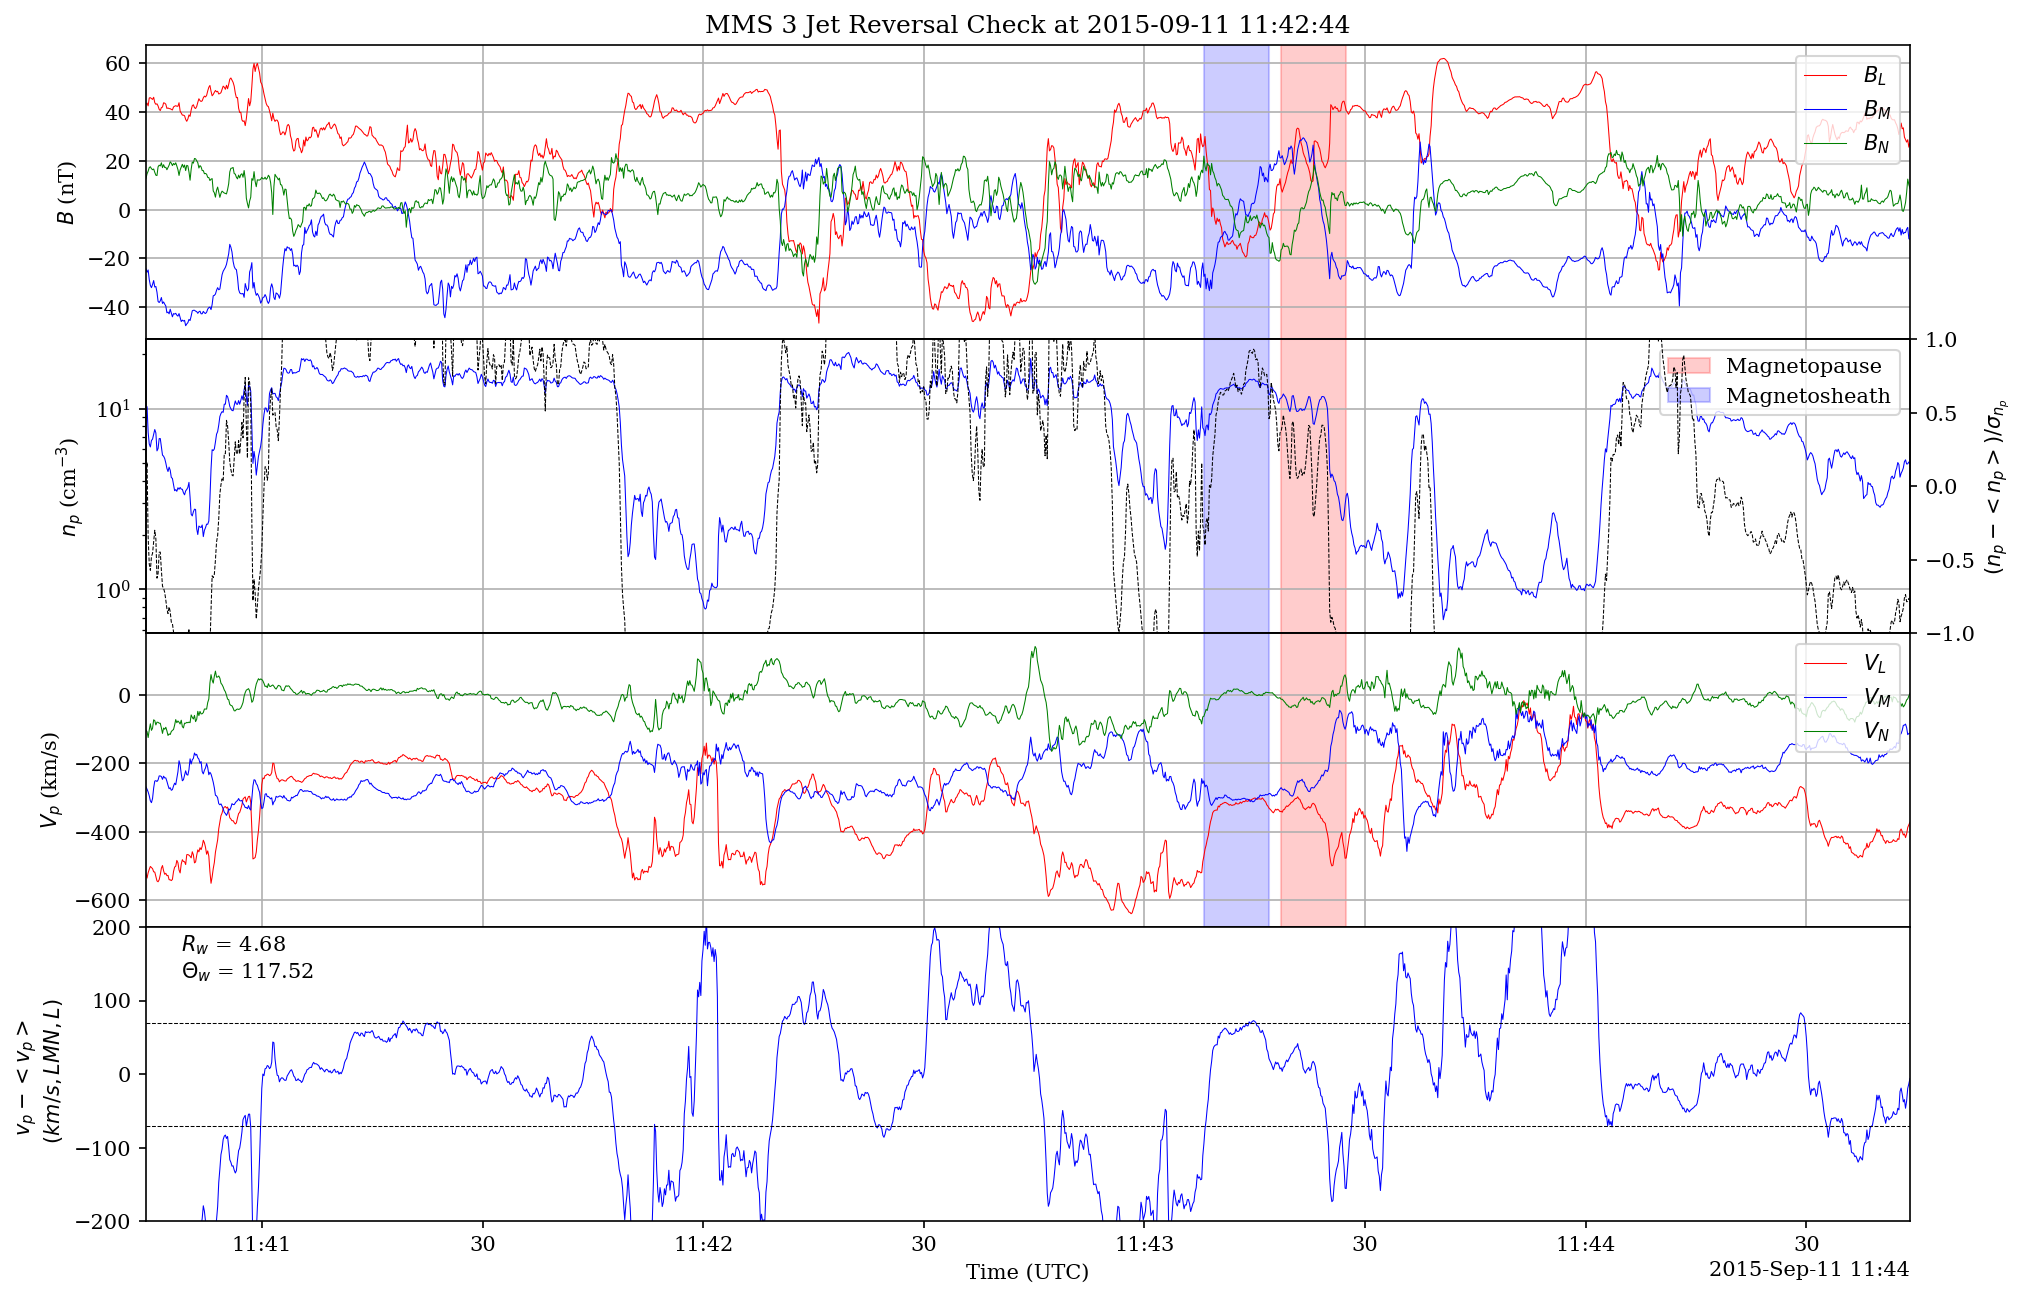 MMS 3 Jet Reversal Check at 2015-09-11 11:42:44
60
40
20
0
−20
−40
B (nT)
B_L
B_M
B_N
10^1
10^0
n_p (cm^{−3})
Magnetopause
Magnetosheath
1.0
0.5
0.0
−0.5
−1.0
(n_p − < n_p >)/σ_{n_p}
0
−200
−400
−600
V_p (km/s)
V_L
V_M
V_N
200
100
0
−100
−200
v_p − < v_p >
(km/s, LMN, L)
R_w = 4.68
Θ_w = 117.52
11:41
30
11:42
30
11:43
30
11:44
30
Time (UTC)
2015-Sep-11 11:44